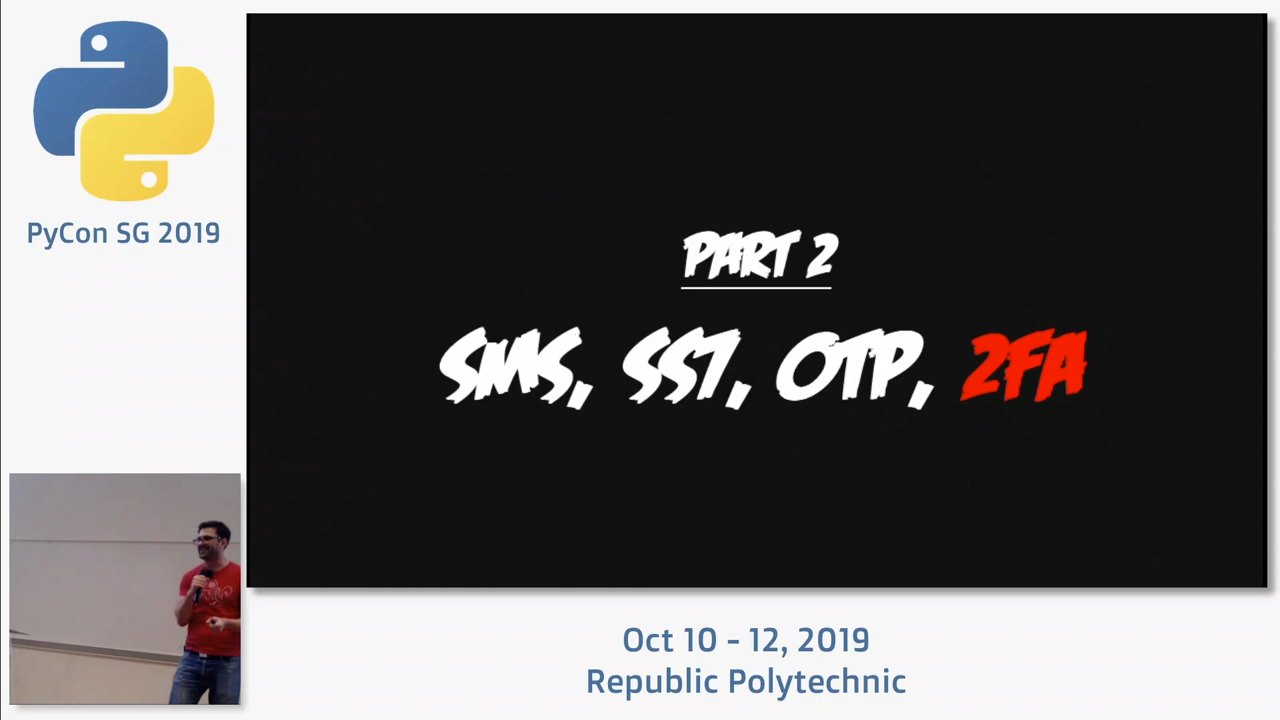 PyCon SG 2019
PART 2
SMS, SS7, OTP, 2FA
Oct 10 - 12, 2019
Republic Polytechnic